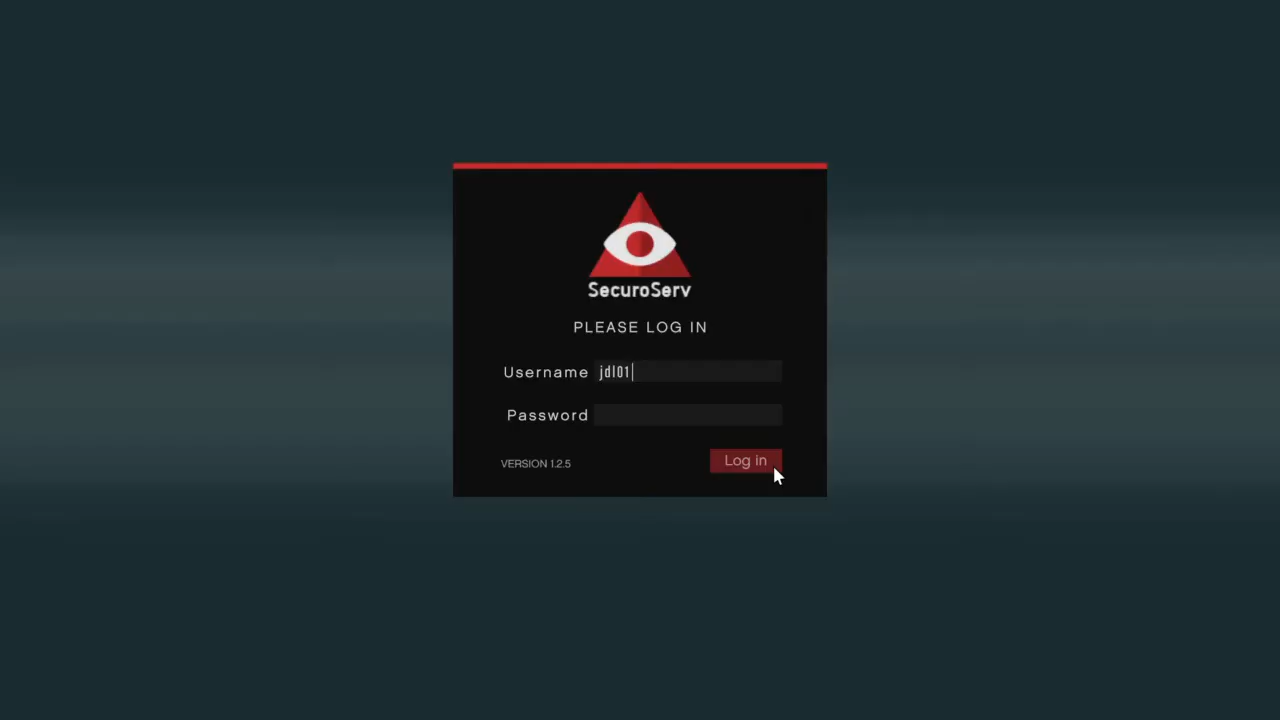 SecuroServ
PLEASE LOG IN
Username jdl01
Password
VERSION 1.2.5
Log in